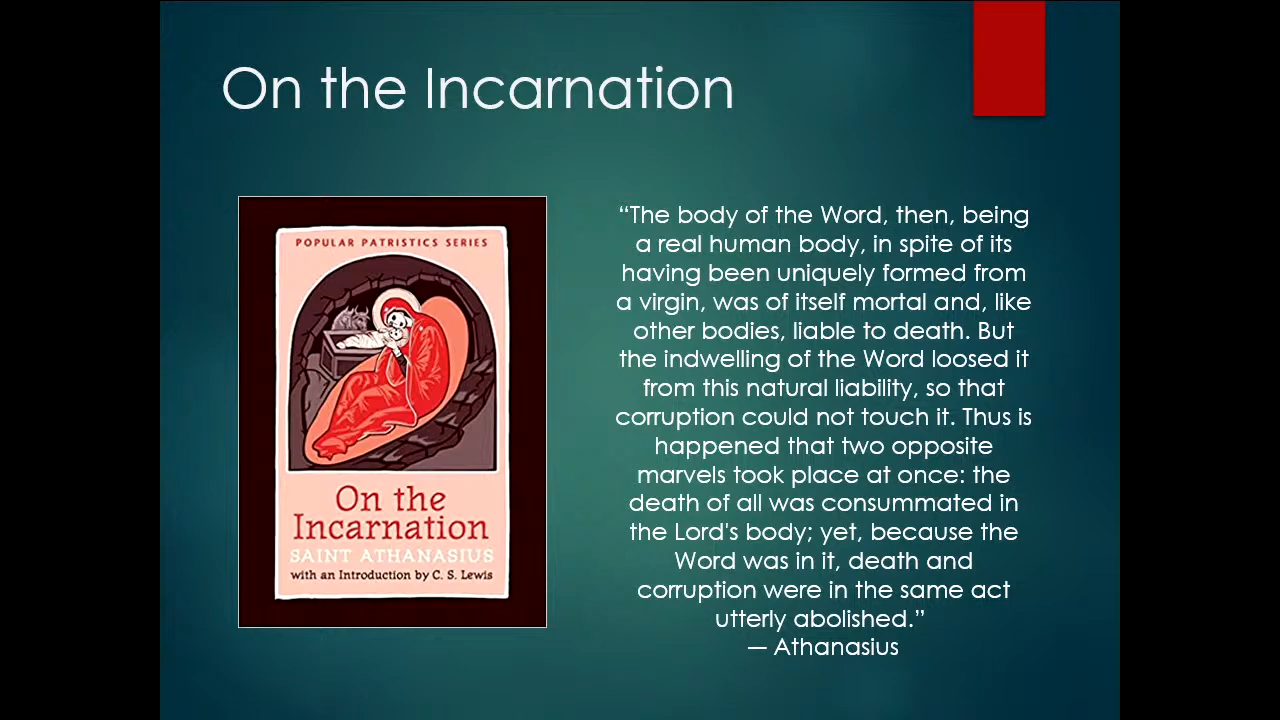 On the Incarnation
POPULAR PATRISTICS SERIES
On the
Incarnation
SAINT ATHANASIUS
with an Introduction by C. S. Lewis
“The body of the Word, then, being
a real human body, in spite of its
having been uniquely formed from
a virgin, was of itself mortal and, like
other bodies, liable to death. But
the indwelling of the Word loosed it
from this natural liability, so that
corruption could not touch it. Thus is
happened that two opposite
marvels took place at once: the
death of all was consummated in
the Lord's body; yet, because the
Word was in it, death and
corruption were in the same act
utterly abolished.”
— Athanasius